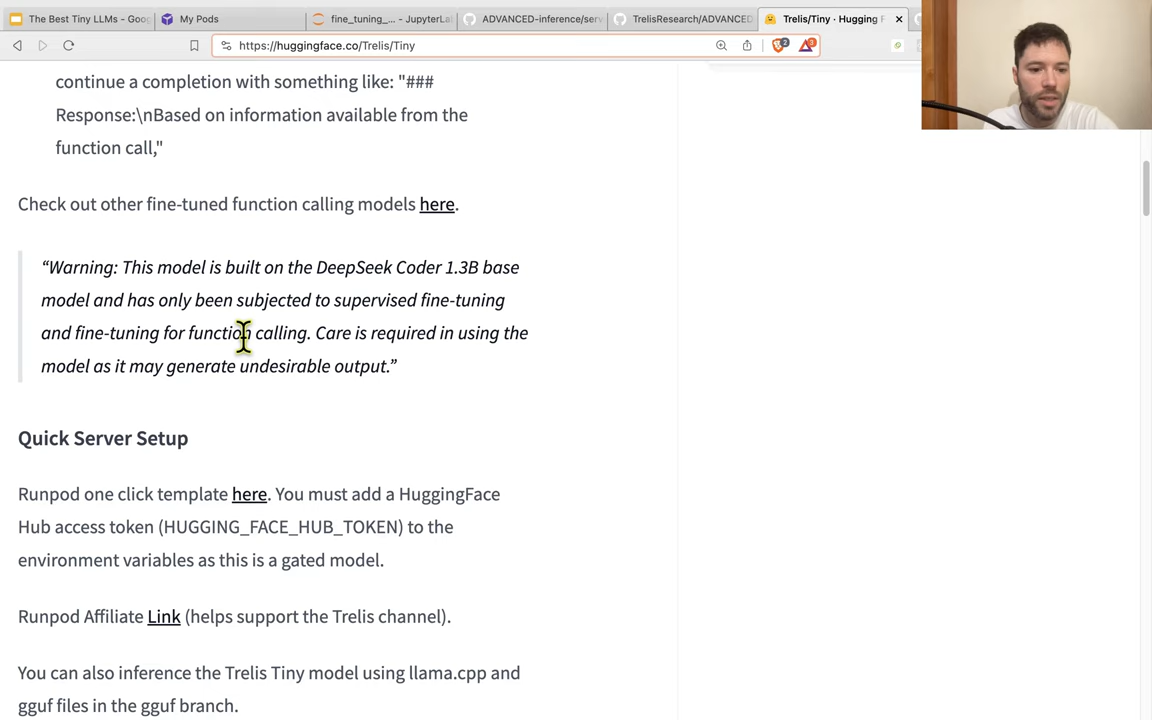 The Best Tiny LLMs - Goog
My Pods
fine_tuning_... - JupyterLa
ADVANCED-inference/serv
TrelisResearch/ADVANCED
Trelis/Tiny · Hugging F
https://huggingface.co/Trelis/Tiny
2
continue a completion with something like: "###
Response:\nBased on information available from the
function call,"
Check out other fine-tuned function calling models here.
“Warning: This model is built on the DeepSeek Coder 1.3B base
model and has only been subjected to supervised fine-tuning
and fine-tuning for function calling. Care is required in using the
model as it may generate undesirable output.”
Quick Server Setup
Runpod one click template here. You must add a HuggingFace
Hub access token (HUGGING_FACE_HUB_TOKEN) to the
environment variables as this is a gated model.
Runpod Affiliate Link (helps support the Trelis channel).
You can also inference the Trelis Tiny model using llama.cpp and
gguf files in the gguf branch.